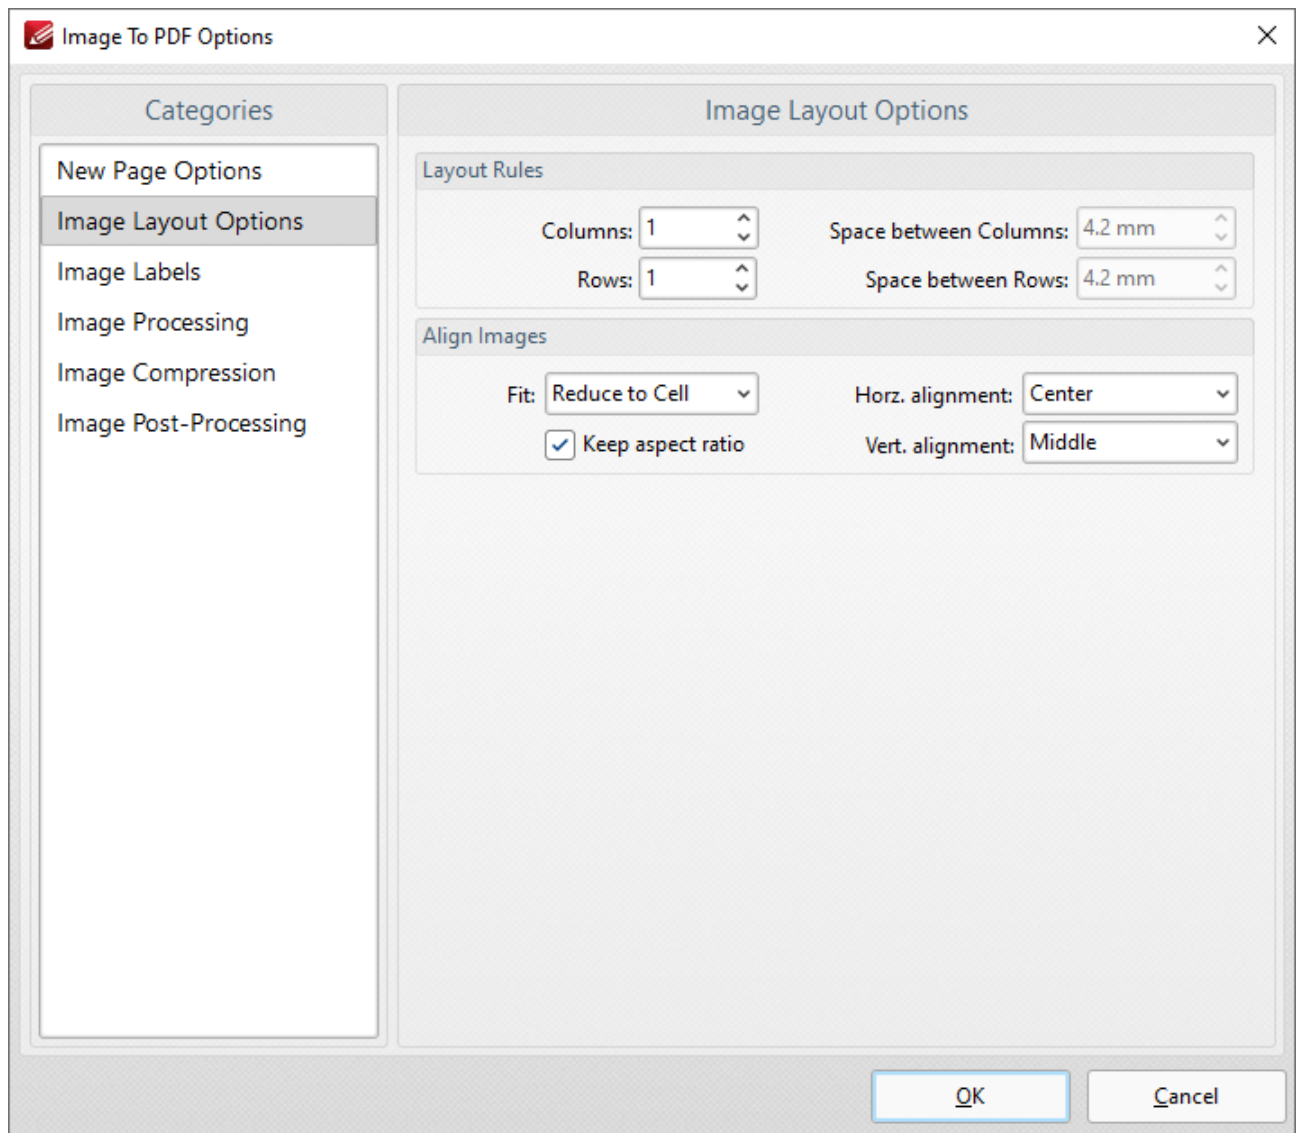 Image To PDF Options
Categories
New Page Options
Image Layout Options
Image Labels
Image Processing
Image Compression
Image Post-Processing
Image Layout Options
Layout Rules
Columns: 1 Space between Columns: 4.2 mm
Rows: 1 Space between Rows: 4.2 mm
Align Images
Fit: Reduce to Cell Horz. alignment: Center
Keep aspect ratio Vert. alignment: Middle
OK Cancel